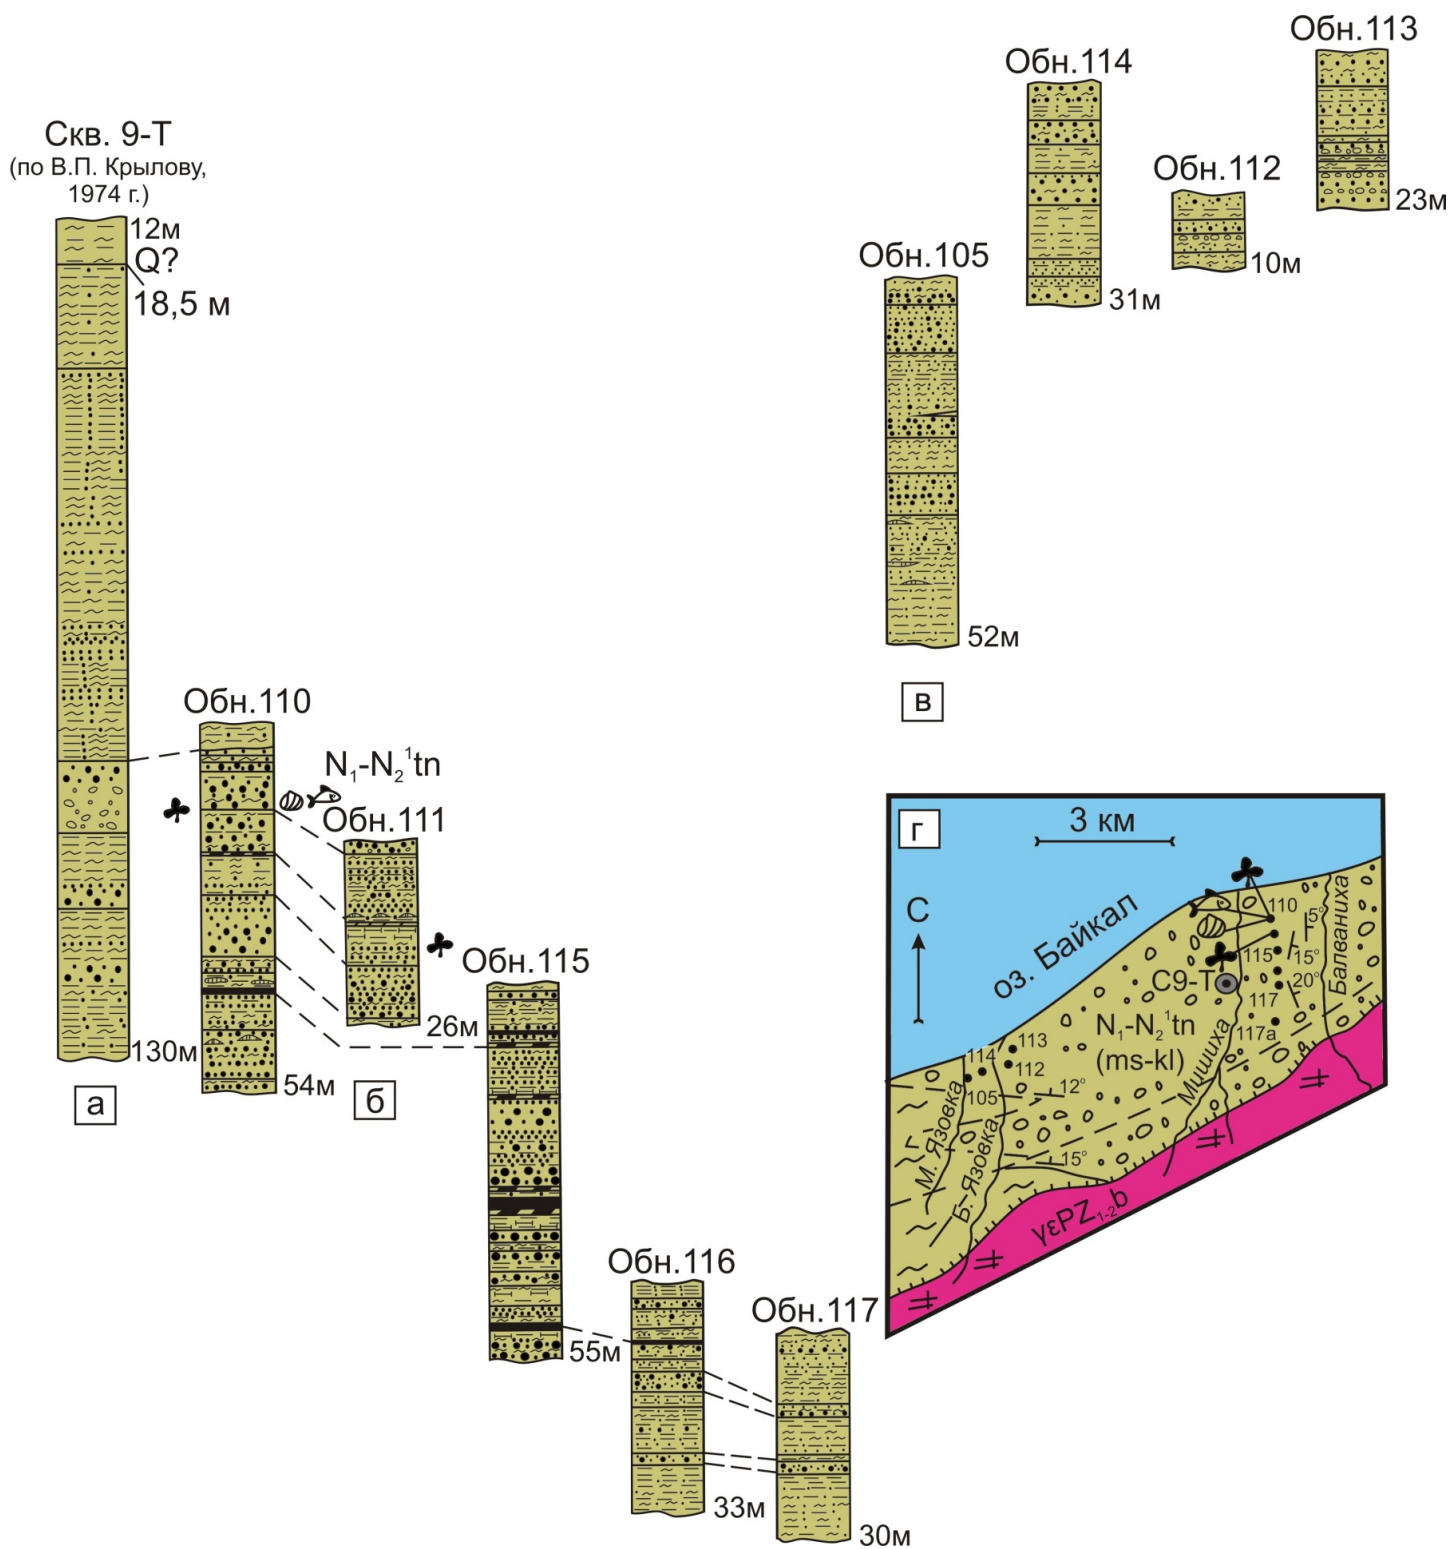 Обн.113
23м
Обн.114
31м
Обн.112
10м
Обн.105
52м
в
Скв. 9-Т
(по В.П. Крылову,
1974 г.)
12м
Q?
18,5 м
130м
а
Обн.110
54м
N₁-N₂¹tn
Обн.111
26м
б
Обн.115
55м
Обн.116
33м
Обн.117
30м
г
3 км
С
оз. Байкал
110
115
С9-Т
117
117а
5°
15°
20°
Балваниха
N₁-N₂¹tn
(ms-kl)
Мишиха
113
114
112
105
12°
15°
М. Язовка
Б. Язовка
γεPZ₁₋₂b